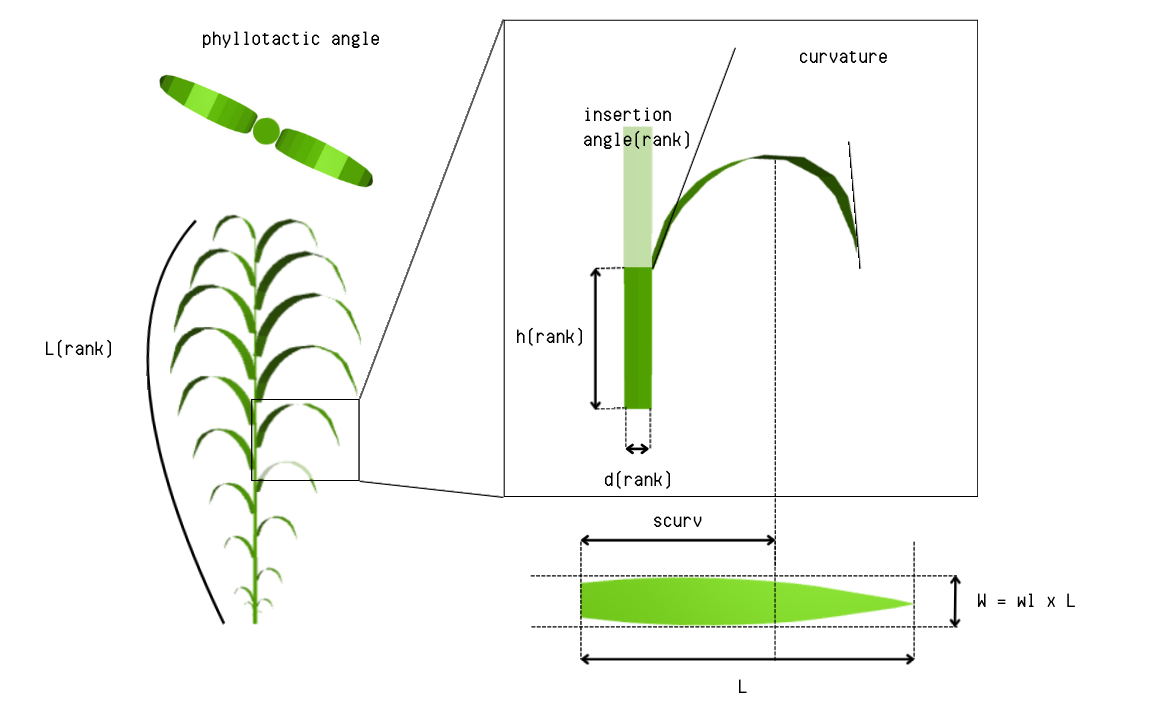 phyllotactic angle
curvature
insertion
angle(rank)
L(rank)
h(rank)
d(rank)
scurv
W = wl x L
L